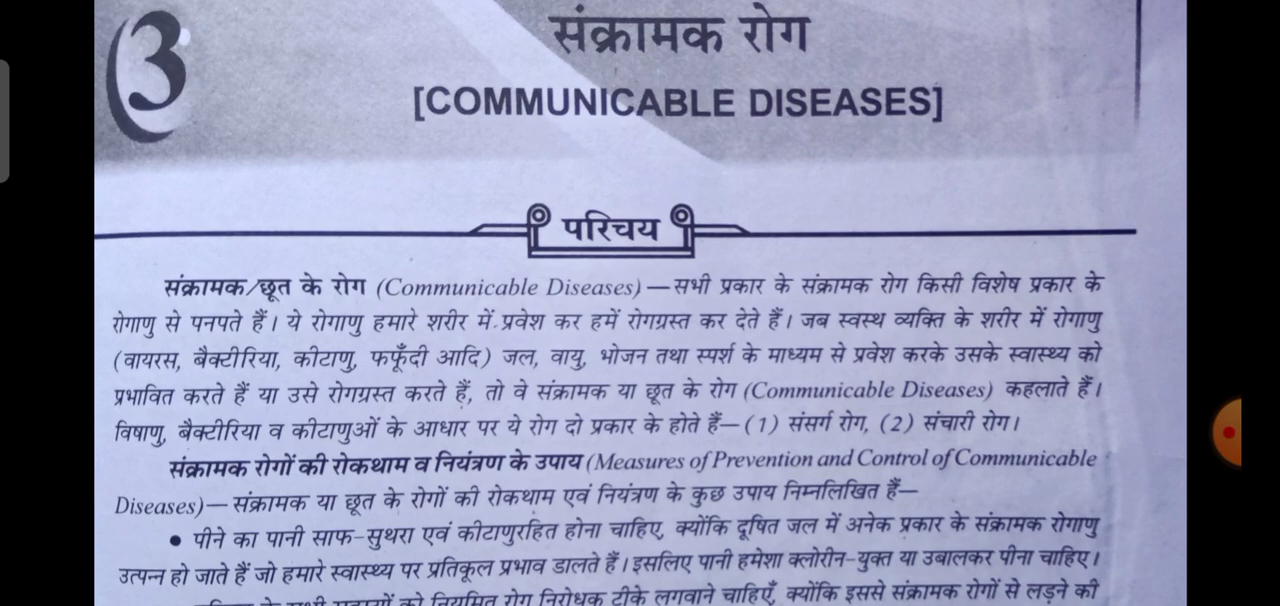 3
संक्रामक रोग
[COMMUNICABLE DISEASES]
परिचय
संक्रामक/छूत के रोग (Communicable Diseases)—सभी प्रकार के संक्रामक रोग किसी विशेष प्रकार के
रोगाणु से पनपते हैं। ये रोगाणु हमारे शरीर में प्रवेश कर हमें रोगग्रस्त कर देते हैं। जब स्वस्थ व्यक्ति के शरीर में रोगाणु
(वायरस, बैक्टीरिया, कीटाणु, फफूँदी आदि) जल, वायु, भोजन तथा स्पर्श के माध्यम से प्रवेश करके उसके स्वास्थ्य को
प्रभावित करते हैं या उसे रोगग्रस्त करते हैं, तो वे संक्रामक या छूत के रोग (Communicable Diseases) कहलाते हैं।
विषाणु, बैक्टीरिया व कीटाणुओं के आधार पर ये रोग दो प्रकार के होते हैं—(1) संसर्ग रोग, (2) संचारी रोग।
संक्रामक रोगों की रोकथाम व नियंत्रण के उपाय (Measures of Prevention and Control of Communicable
Diseases)—संक्रामक या छूत के रोगों की रोकथाम एवं नियंत्रण के कुछ उपाय निम्नलिखित हैं—
• पीने का पानी साफ-सुथरा एवं कीटाणुरहित होना चाहिए, क्योंकि दूषित जल में अनेक प्रकार के संक्रामक रोगाणु
उत्पन्न हो जाते हैं जो हमारे स्वास्थ्य पर प्रतिकूल प्रभाव डालते हैं। इसलिए पानी हमेशा क्लोरीन-युक्त या उबालकर पीना चाहिए।
के सभी को नियमित रोग निरोधक टीके लगवाने चाहिएँ, क्योंकि इससे संक्रामक रोगों से लड़ने की